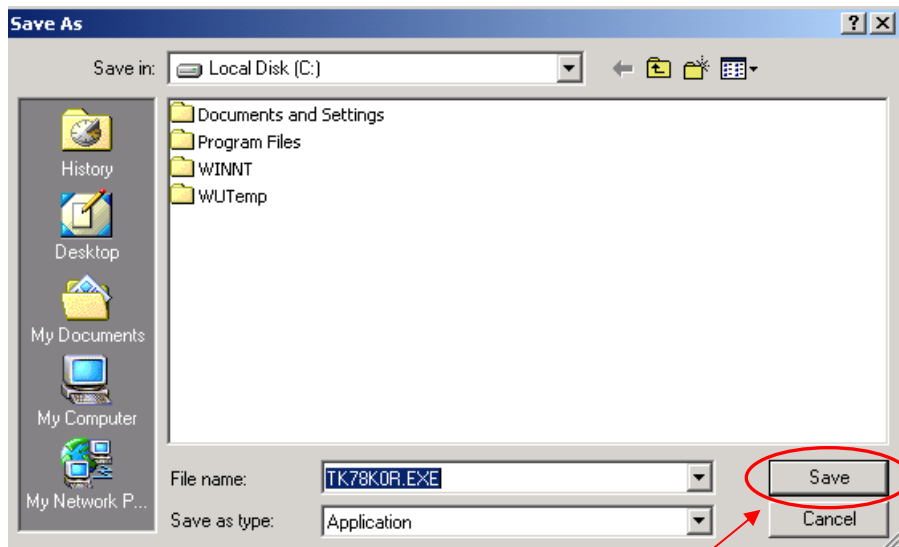 Save As
Save in: Local Disk (C:)
History
Desktop
My Documents
My Computer
My Network P...
Documents and Settings
Program Files
WINNT
WUTemp
File name: TK78K0R.EXE
Save
Save as type: Application
Cancel